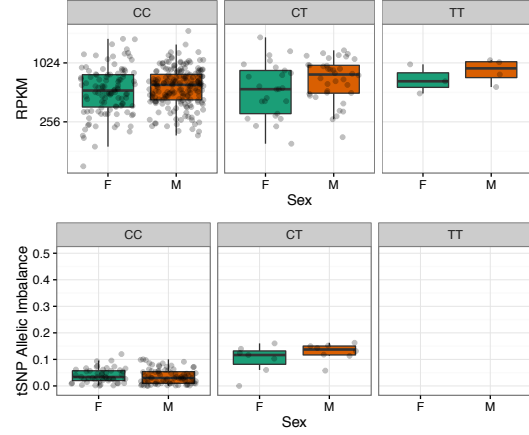 CC CT TT
RPKM
1024
256
F M F M F M
Sex
CC CT TT
tSNP Allelic Imbalance
0.5
0.4
0.3
0.2
0.1
0.0
F M F M F M
Sex